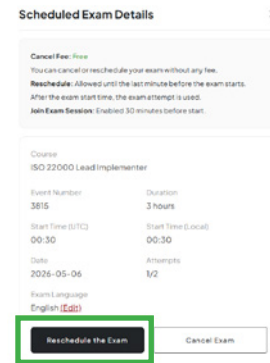 Scheduled Exam Details
Cancel Fee: Free
You can cancel or reschedule your exam without any fee.
Reschedule: Allowed until the last minute before the exam starts.
After the exam start time, the exam attempt is used.
Join Exam Session: Enabled 30 minutes before start.
Course
ISO 22000 Lead Implementer
Event Number Duration
3815 3 hours
Start Time (UTC) Start Time (Local)
00:30 00:30
Date Attempts
2026-05-06 1/2
Exam Language
English (Edit)
Reschedule the Exam Cancel Exam